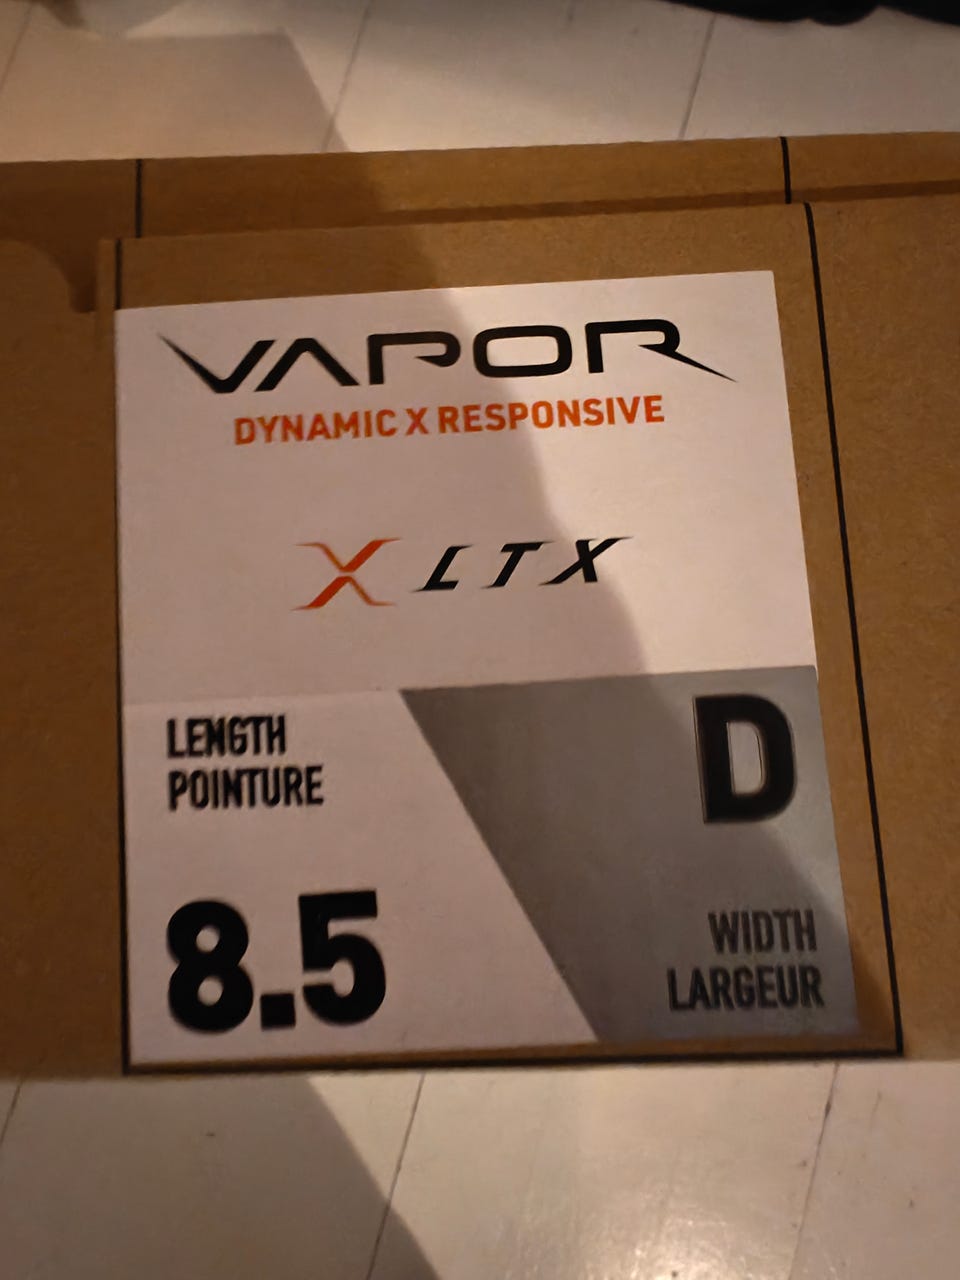 VAPOR
DYNAMIC X RESPONSIVE
X LTX
LENGTH
POINTURE
8.5
D
WIDTH
LARGEUR